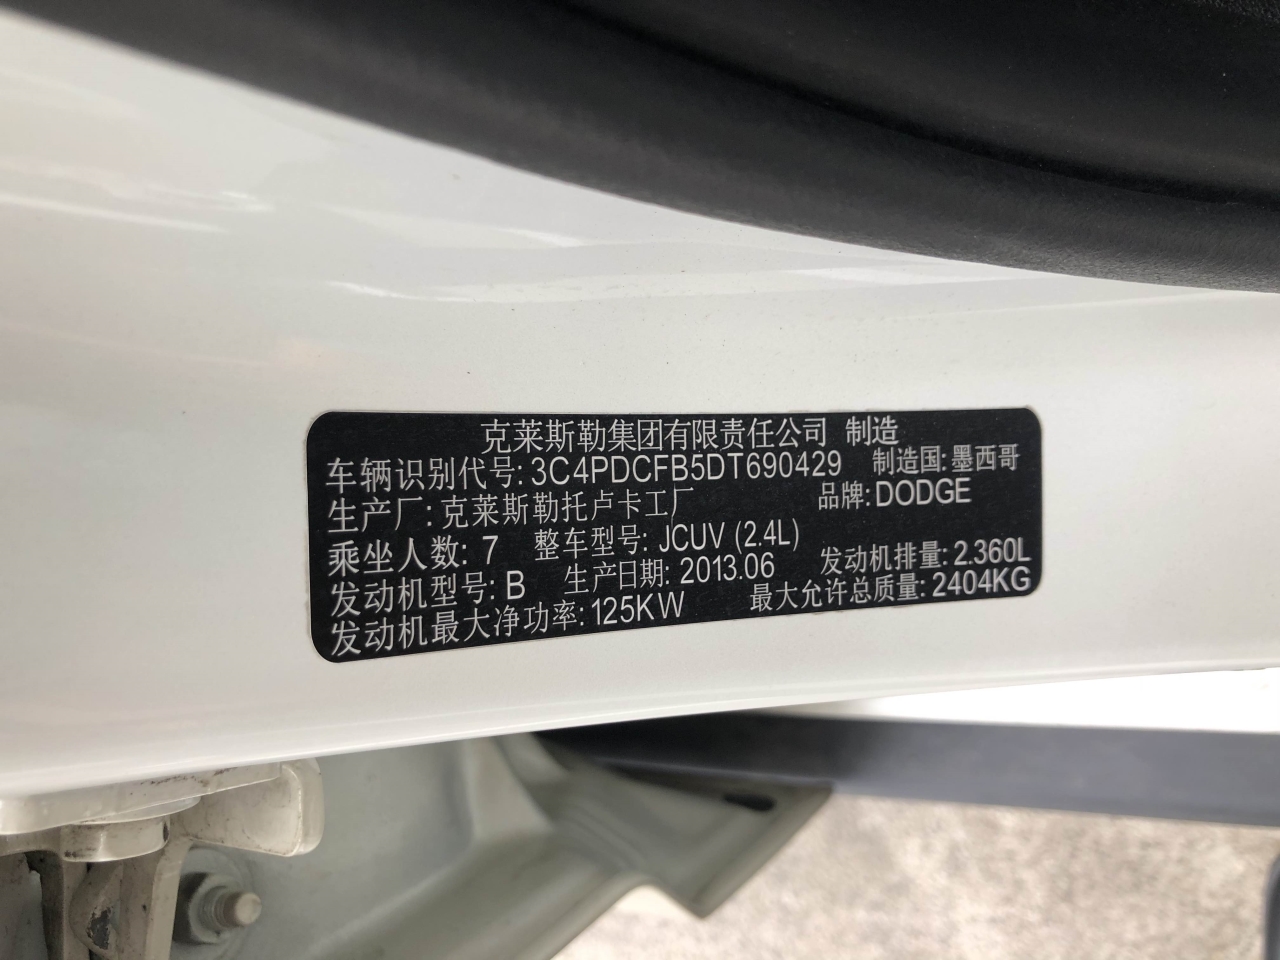 克莱斯勒集团有限责任公司 制造
车辆识别代号: 3C4PDCFB5DT690429 制造国: 墨西哥
生产厂: 克莱斯勒托卢卡工厂 品牌: DODGE
乘坐人数: 7 整车型号: JCUV (2.4L)
发动机型号: B 生产日期: 2013.06 发动机排量: 2.360L
发动机最大净功率: 125KW 最大允许总质量: 2404KG